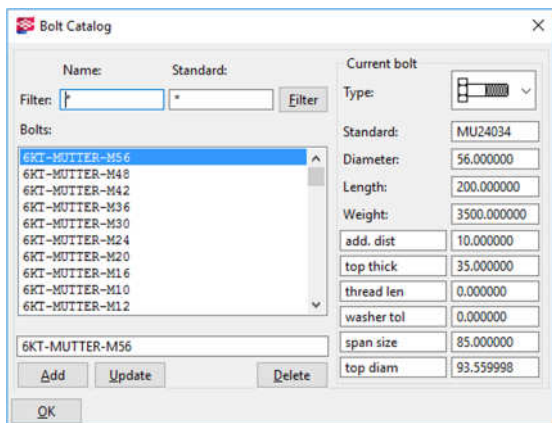 Bolt Catalog
Name: Standard:
Filter: * * Filter
Bolts:
6KT-MUTTER-M56
6KT-MUTTER-M48
6KT-MUTTER-M42
6KT-MUTTER-M36
6KT-MUTTER-M30
6KT-MUTTER-M24
6KT-MUTTER-M20
6KT-MUTTER-M16
6KT-MUTTER-M10
6KT-MUTTER-M12
6KT-MUTTER-M56
Add Update Delete
OK
Current bolt
Type:
Standard: MU24034
Diameter: 56.000000
Length: 200.000000
Weight: 3500.000000
add. dist 10.000000
top thick 35.000000
thread len 0.000000
washer tol 0.000000
span size 85.000000
top diam 93.559998